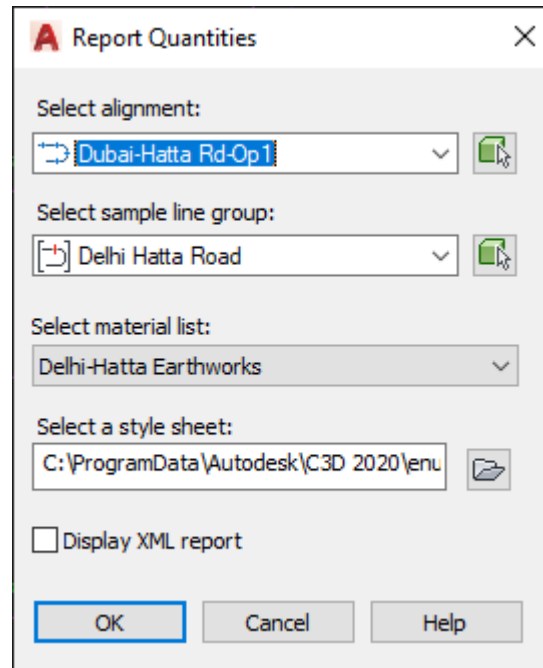 Report Quantities
Select alignment:
Dubai-Hatta Rd-Op1
Select sample line group:
Delhi Hatta Road
Select material list:
Delhi-Hatta Earthworks
Select a style sheet:
C:\ProgramData\Autodesk\C3D 2020\enu
Display XML report
OK Cancel Help